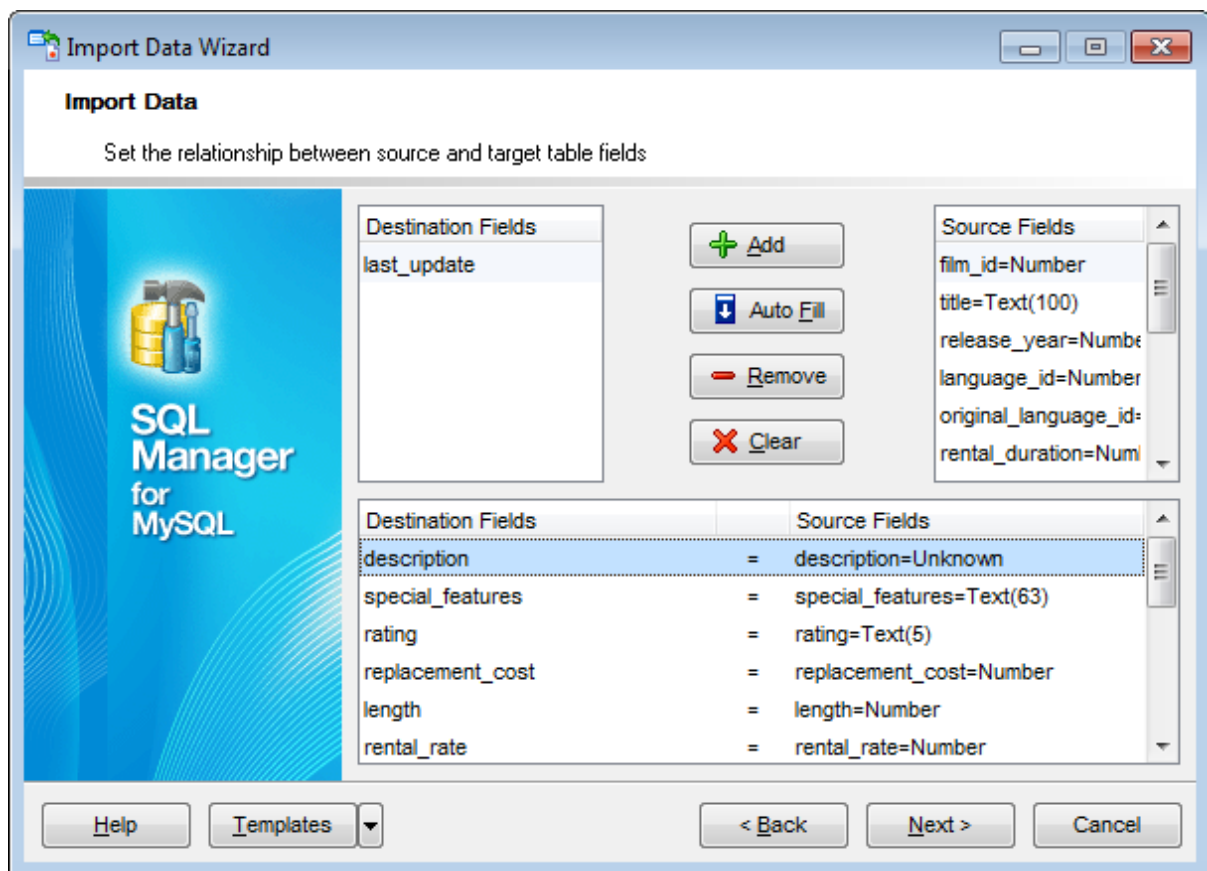 Import Data Wizard
Import Data
Set the relationship between source and target table fields
SQL
Manager
for
MySQL
Destination Fields
last_update
Add
Auto Fill
Remove
Clear
Source Fields
film_id=Number
title=Text(100)
release_year=Numbe
language_id=Number
original_language_id=
rental_duration=Num
Destination Fields Source Fields
description = description=Unknown
special_features = special_features=Text(63)
rating = rating=Text(5)
replacement_cost = replacement_cost=Number
length = length=Number
rental_rate = rental_rate=Number
Help Templates < Back Next > Cancel